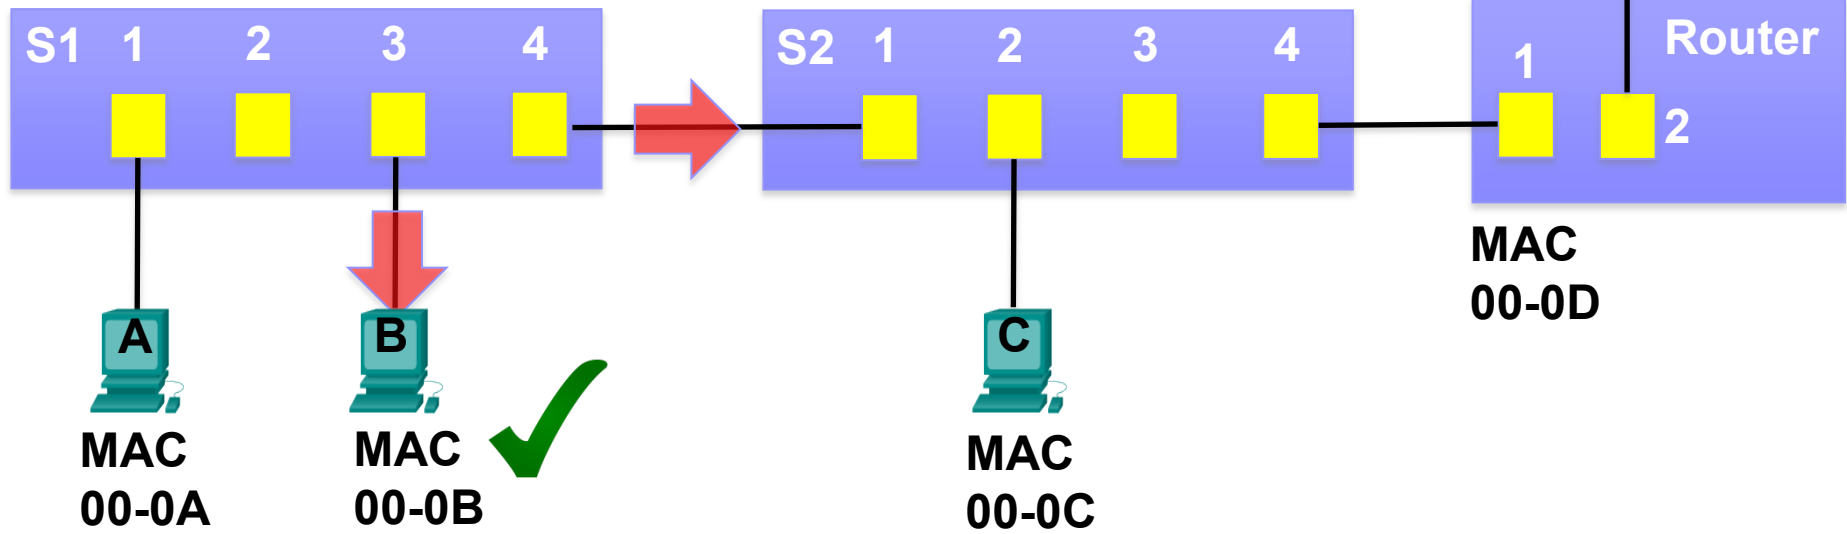 S1 1 2 3 4
S2 1 2 3 4
Router
1
2
MAC
00-0D
A
B
C
MAC
00-0A
MAC
00-0B
MAC
00-0C